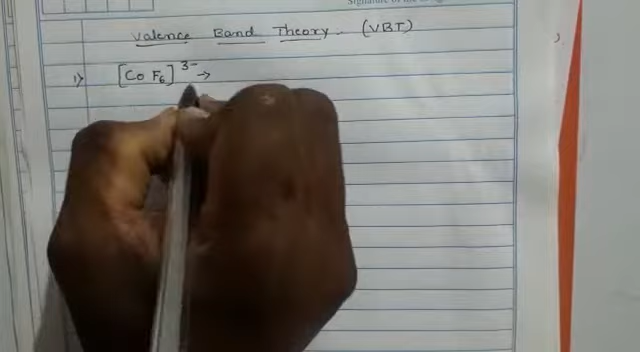 Valence Band Theory. (VBT)
1) [Co F₆]³⁻ →